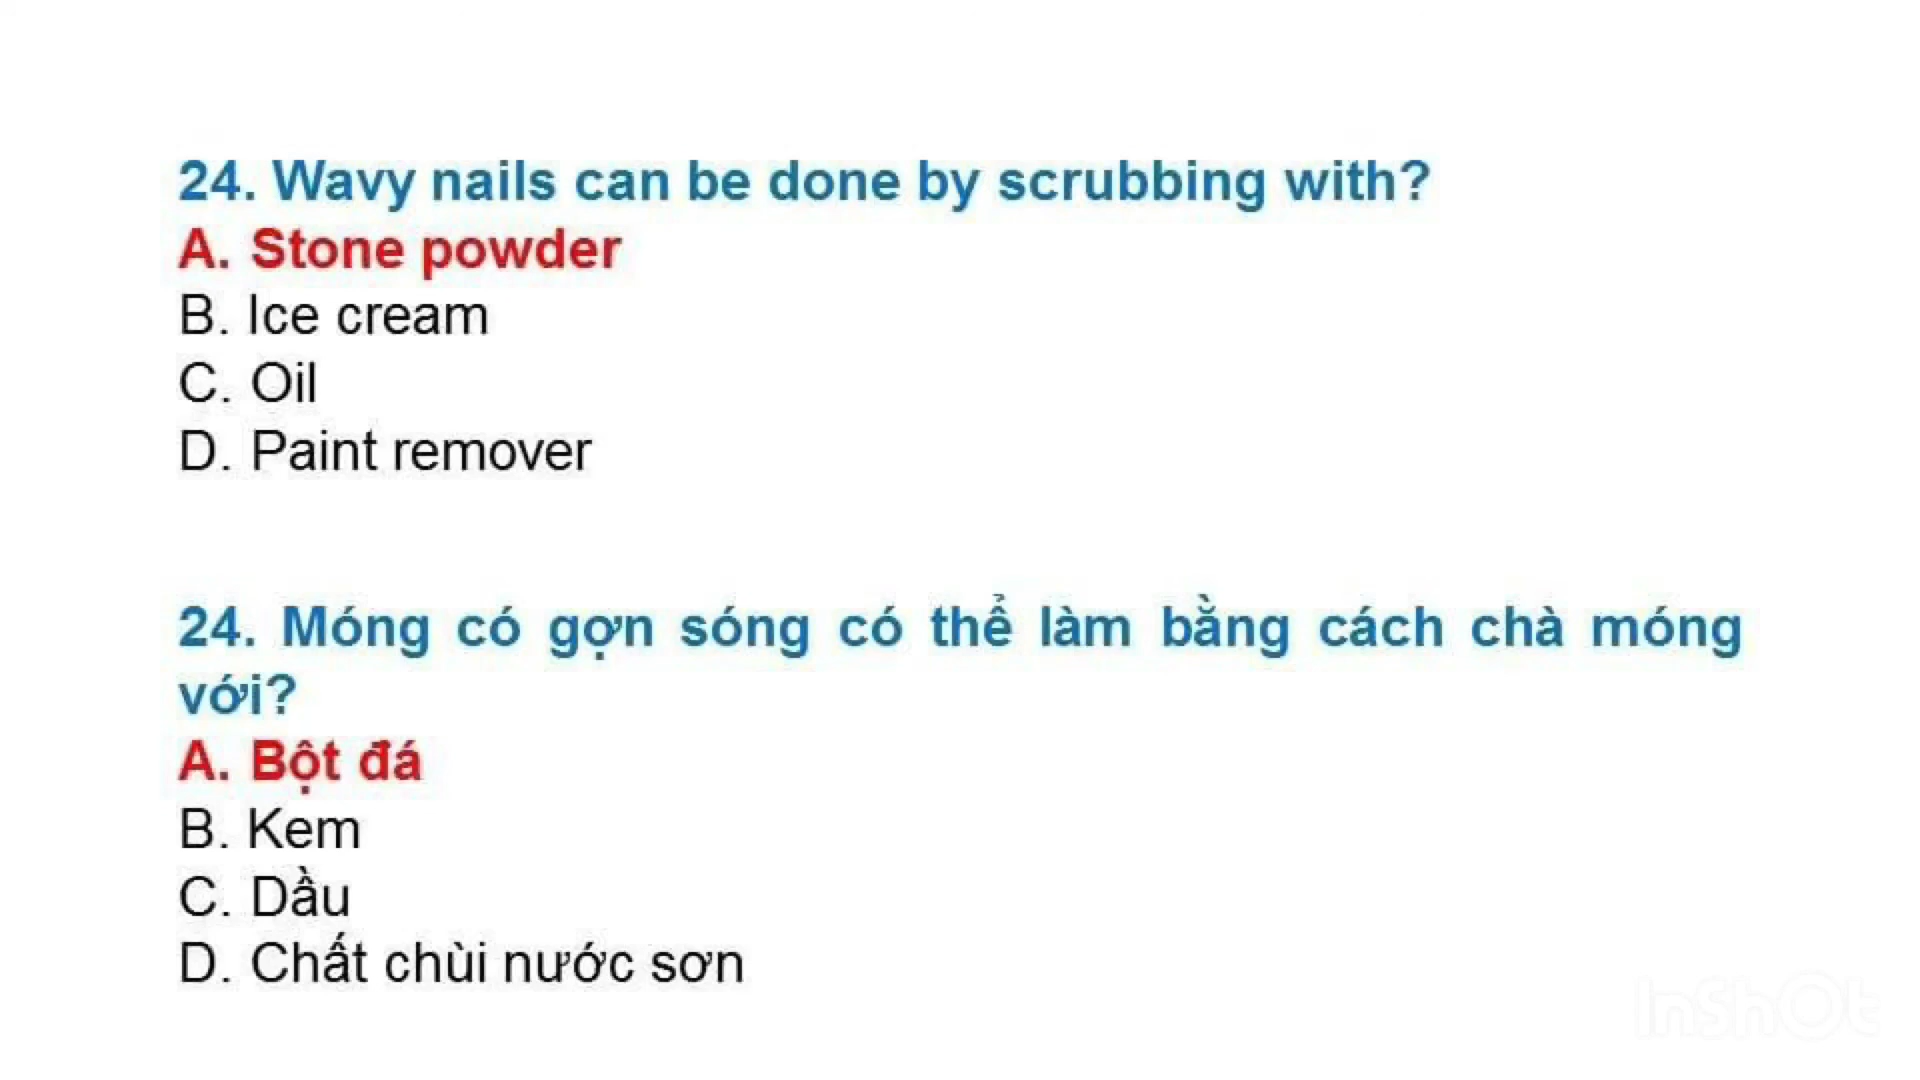 24. Wavy nails can be done by scrubbing with?
A. Stone powder
B. Ice cream
C. Oil
D. Paint remover
24. Móng có gợn sóng có thể làm bằng cách chà móng
với?
A. Bột đá
B. Kem
C. Dầu
D. Chất chùi nước sơn
InShOt